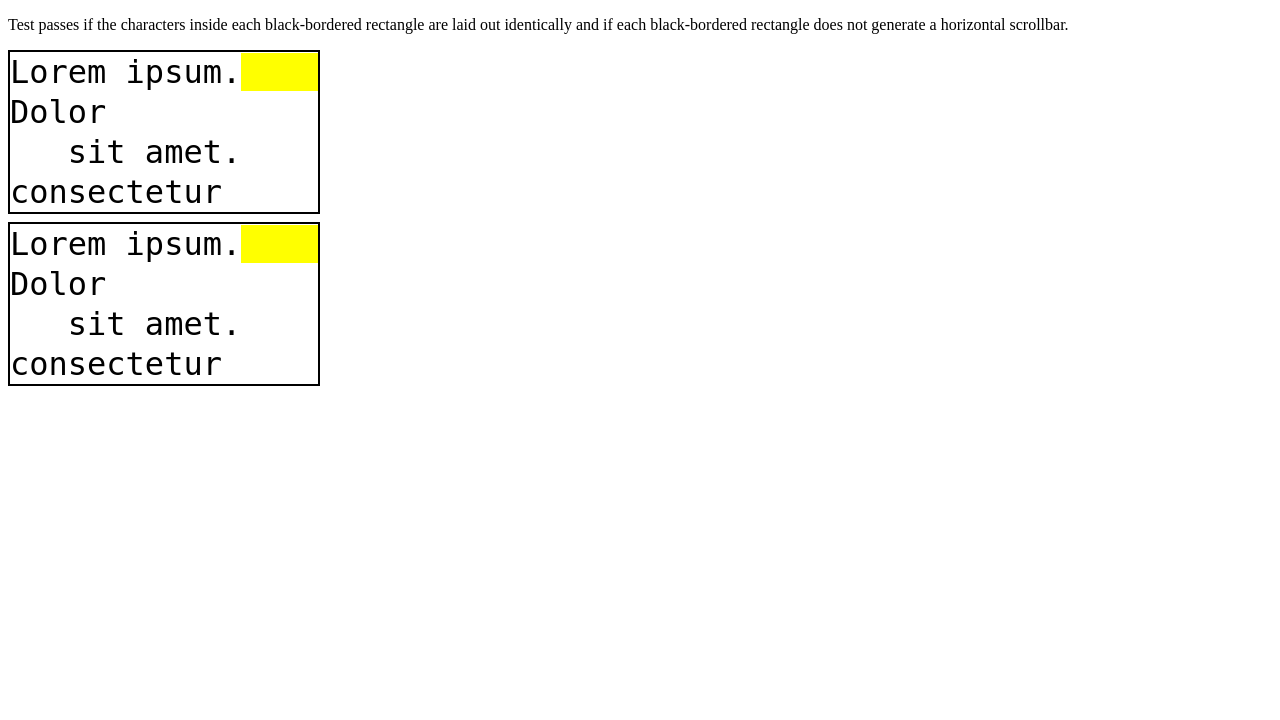 Test passes if the characters inside each black-bordered rectangle are laid out identically and if each black-bordered rectangle does not generate a horizontal scrollbar.
Lorem ipsum.
Dolor
   sit amet.
consectetur
Lorem ipsum.
Dolor
   sit amet.
consectetur